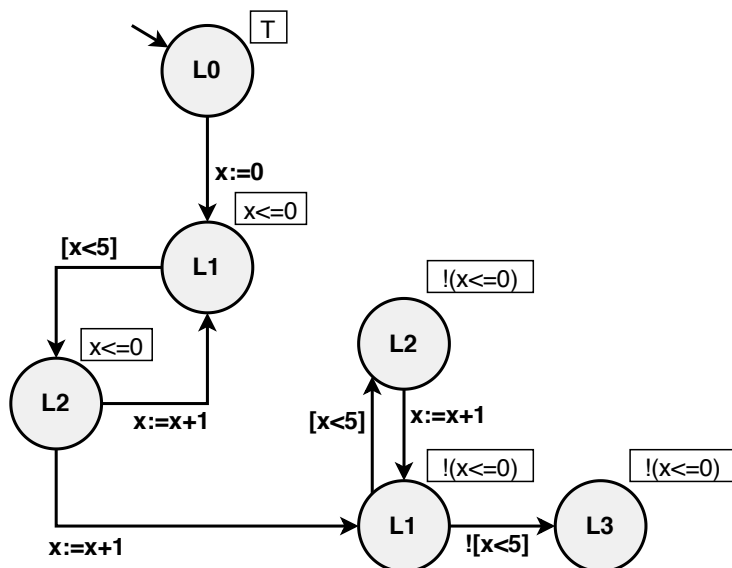 T
L0
x:=0
x<=0
[x<5]
L1
!(x<=0)
x<=0
L2
L2
x:=x+1
[x<5]
x:=x+1
!(x<=0)
!(x<=0)
x:=x+1
L1
![x<5]
L3